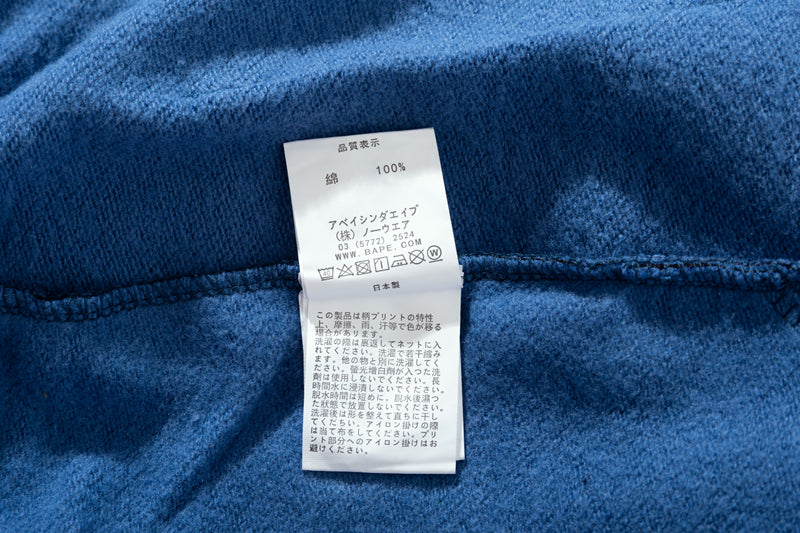 品質表示
綿 100%
アベイシンダエイプ
(株) ノーウエア
03 (5772) 2524
WWW.BAPE.COM
日本製
この製品は柄プリントの特性
上、摩擦、雨、汗等で色が移る
場合があります。
洗濯の際は裏返してネットに入
れてください。洗濯で若干縮み
ます。他の物と別に洗濯してく
ださい。螢光増白剤が入つた洗
剤は使用しないでください。長
時間水に浸漬しないでください。
脱水時間は短めに、脱水後濕つ
た狀態で放置しないでください。
洗濯後は形を整えて直ちに干し
てください。アイロン掛けの際
は当て布をしてください。プリ
ント部分へのアイロン掛けはお
避けください。